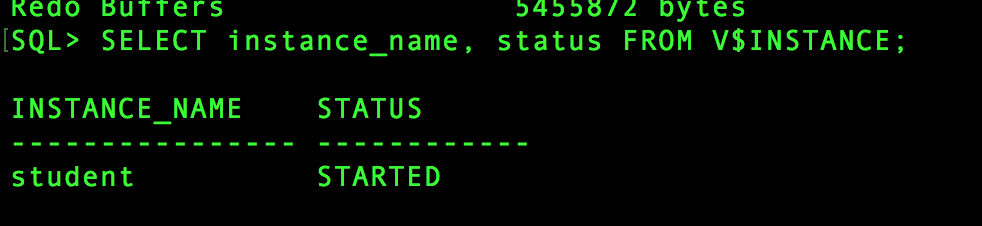 Redo Buffers 5455872 bytes
[SQL> SELECT instance_name, status FROM V$INSTANCE;
INSTANCE_NAME STATUS
---------------- ------------
student STARTED